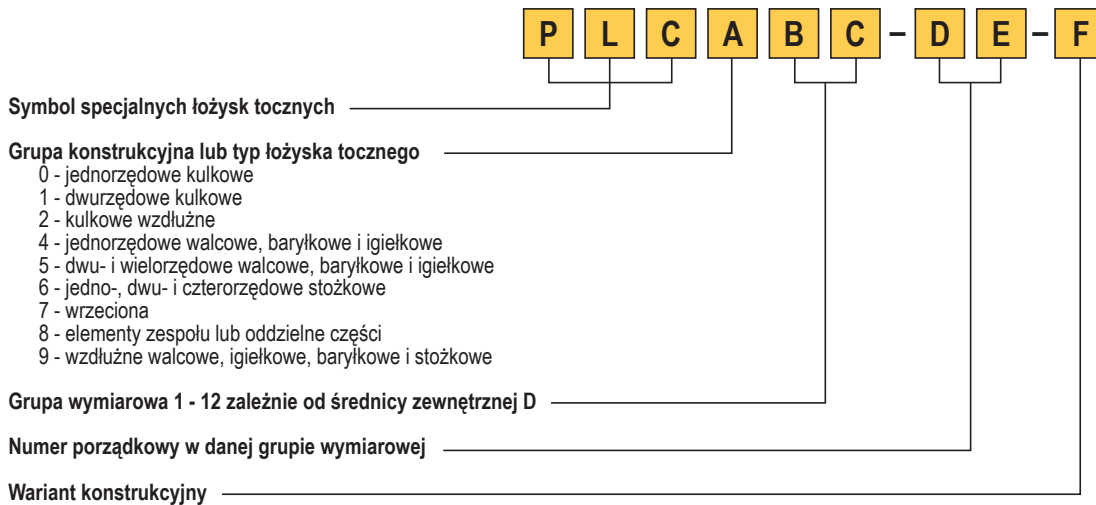 P L C A B C – D E – F
Symbol specjalnych łożysk tocznych
Grupa konstrukcyjna lub typ łożyska tocznego
0 - jednorzędowe kulkowe
1 - dwurzędowe kulkowe
2 - kulkowe wzdłużne
4 - jednorzędowe walcowe, baryłkowe i igiełkowe
5 - dwu- i wielorzędowe walcowe, baryłkowe i igiełkowe
6 - jedno-, dwu- i czterorzędowe stożkowe
7 - wrzeciona
8 - elementy zespołu lub oddzielne części
9 - wzdłużne walcowe, igiełkowe, baryłkowe i stożkowe
Grupa wymiarowa 1 - 12 zależnie od średnicy zewnętrznej D
Numer porządkowy w danej grupie wymiarowej
Wariant konstrukcyjny